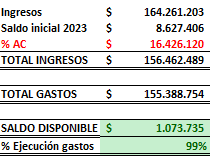 Ingresos $ 164.261.203
Saldo inicial 2023 $ 8.627.406
% AC $ 16.426.120
TOTAL INGRESOS $ 156.462.489
TOTAL GASTOS $ 155.388.754
SALDO DISPONIBLE $ 1.073.735
% Ejecución gastos 99%